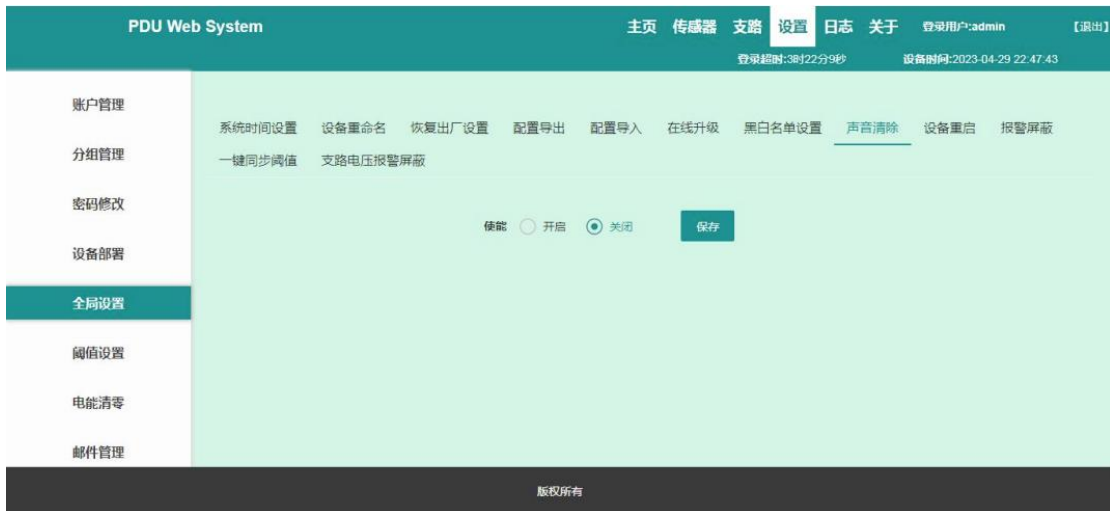 PDU Web System 主页 传感器 支路 设置 日志 关于 登录用户:admin 【退出】
登录超时:3时22分9秒 设备时间:2023-04-29 22:47:43
账户管理
分组管理
密码修改
设备部署
全局设置
阈值设置
电能清零
邮件管理
系统时间设置 设备重命名 恢复出厂设置 配置导出 配置导入 在线升级 黑白名单设置 声音清除 设备重启 报警屏蔽
一键同步阈值 支路电压报警屏蔽
使能 开启 关闭 保存
版权所有